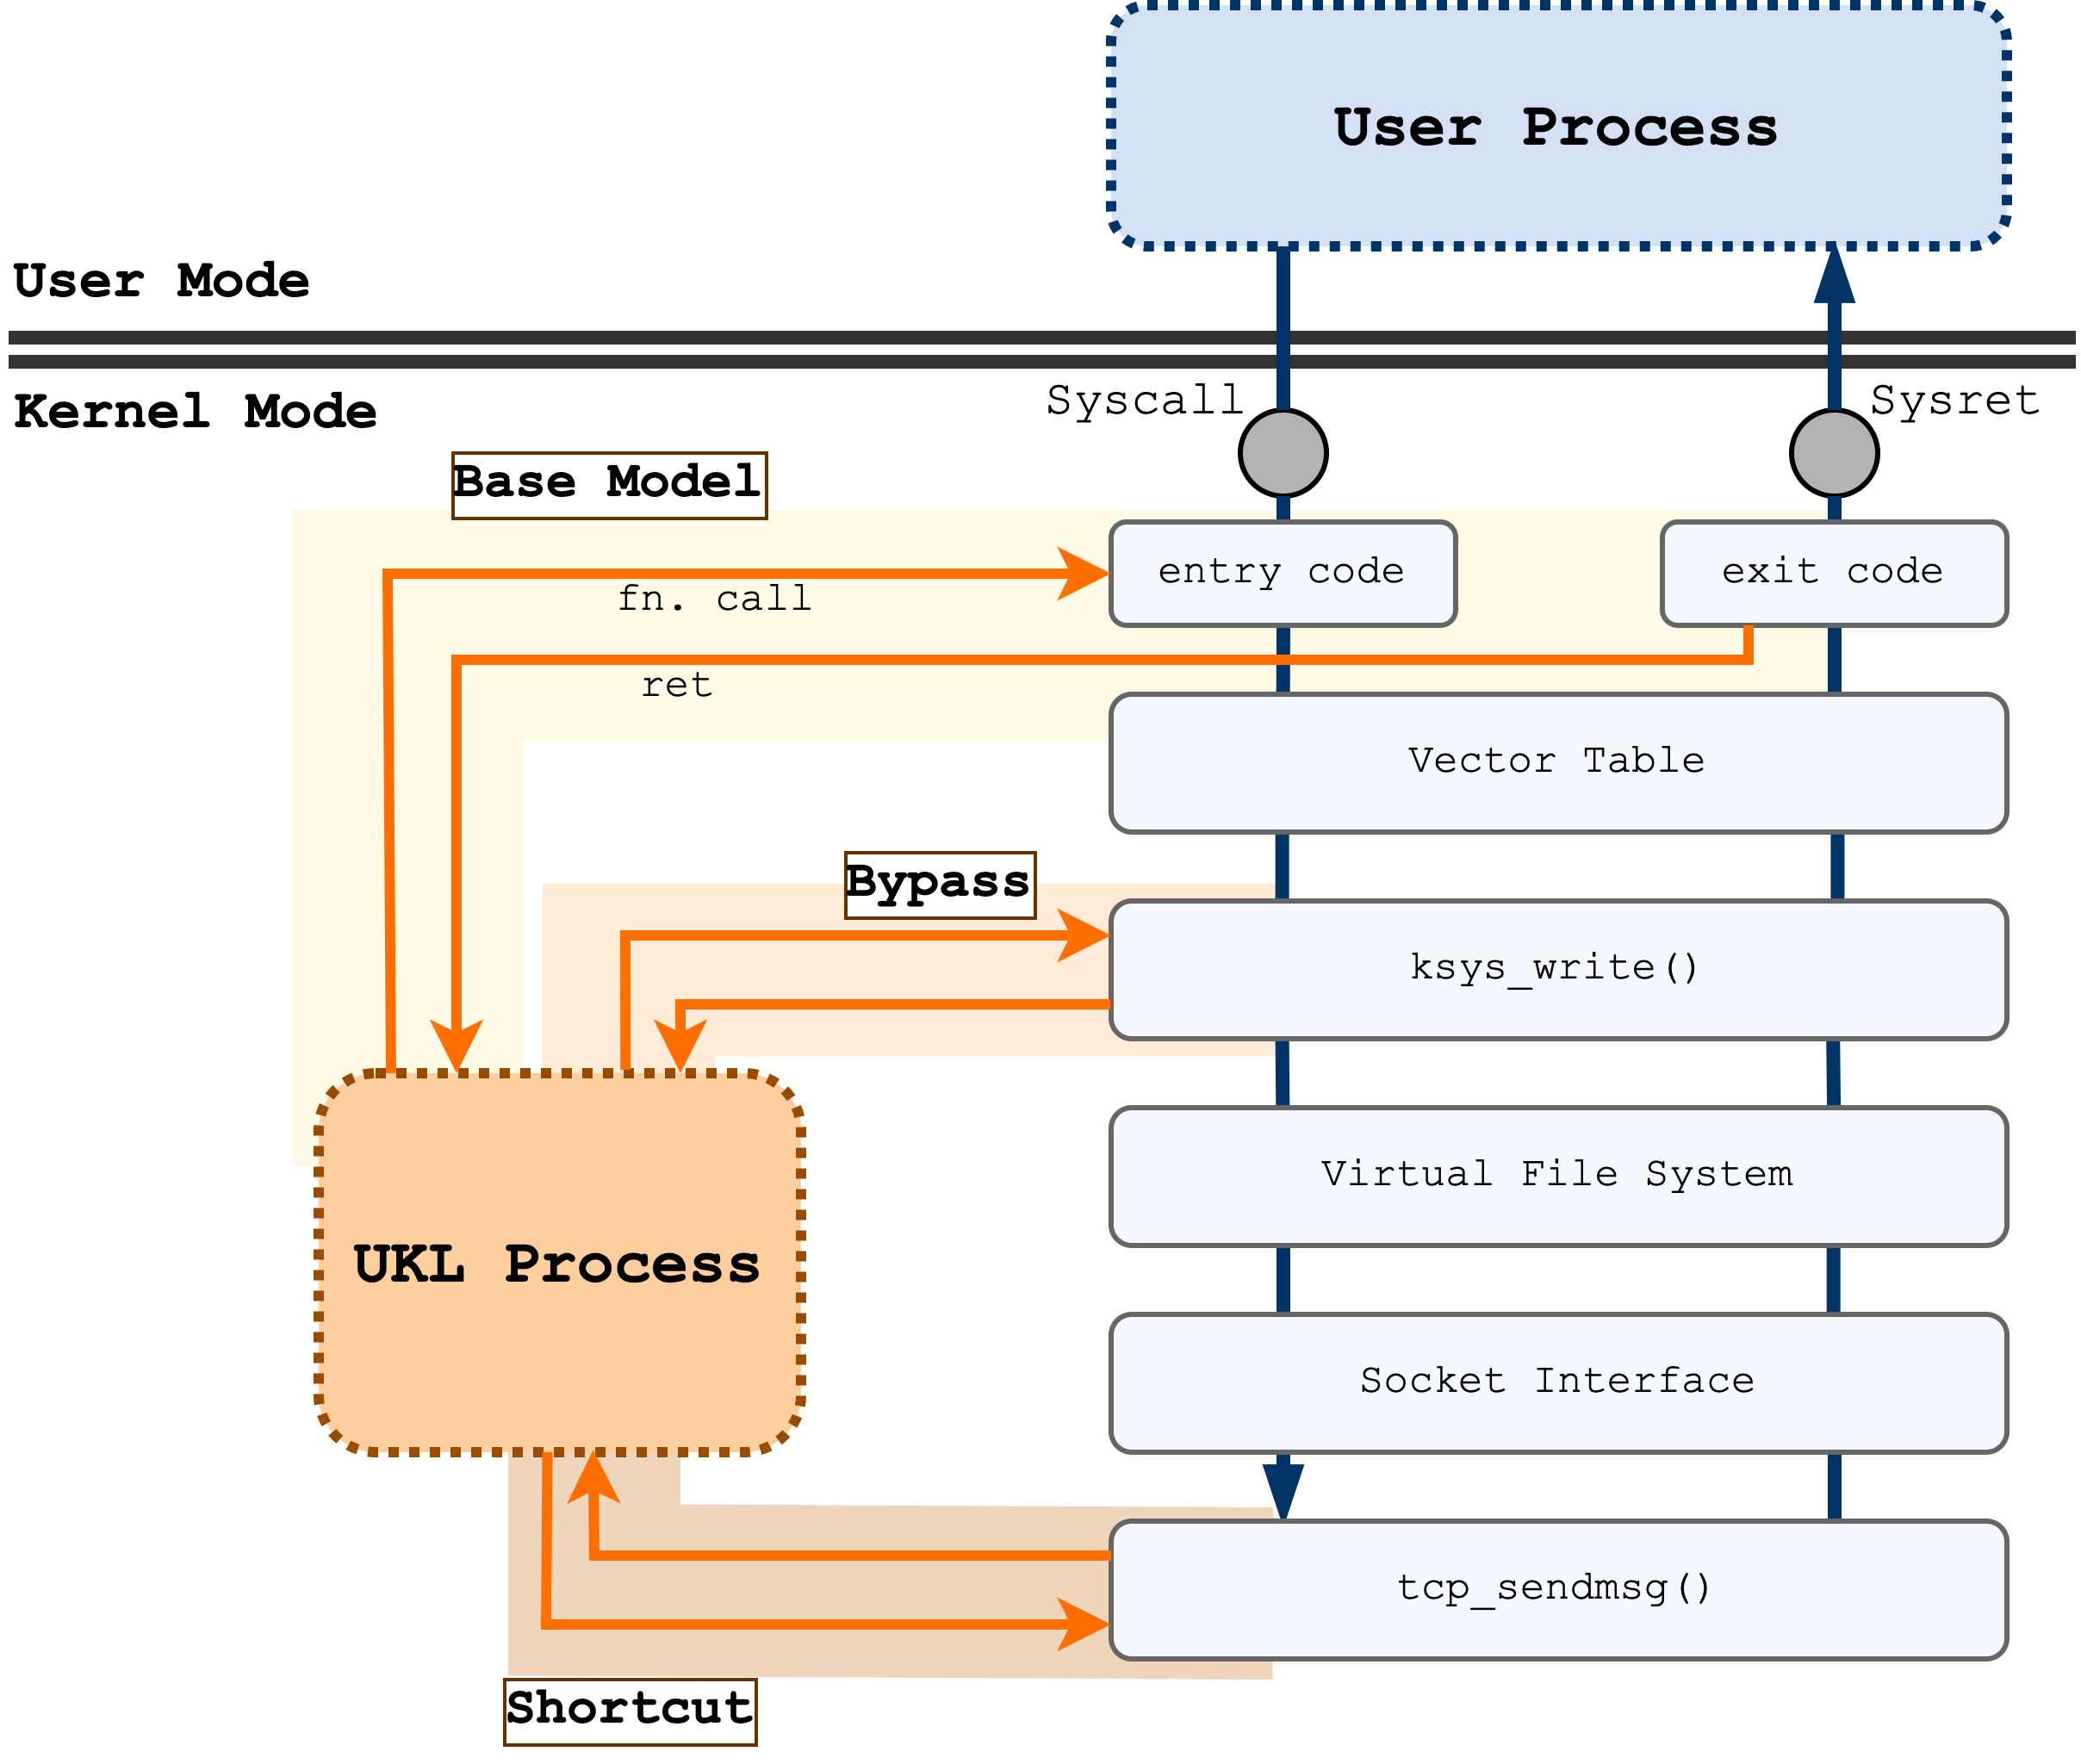 User Process
User Mode
Kernel Mode
Syscall
Sysret
Base Model
entry code
exit code
fn. call
ret
Vector Table
Bypass
ksys_write()
Virtual File System
UKL Process
Socket Interface
tcp_sendmsg()
Shortcut